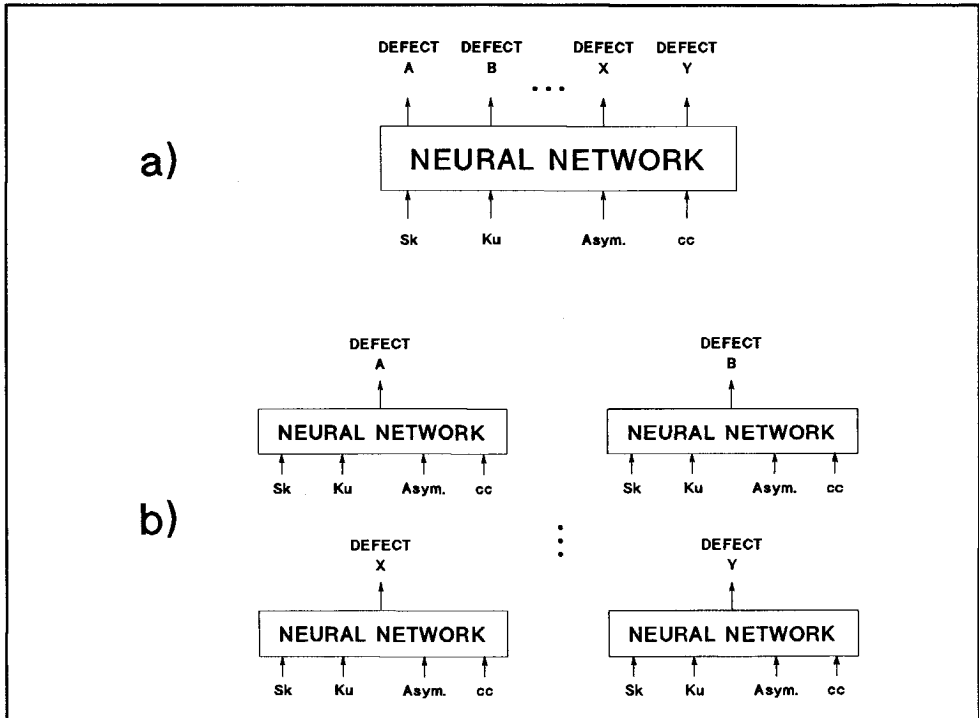 DEFECT DEFECT DEFECT DEFECT
A B X Y
...
a)
NEURAL NETWORK
Sk Ku Asym. cc
DEFECT DEFECT
A B
NEURAL NETWORK NEURAL NETWORK
Sk Ku Asym. cc Sk Ku Asym. cc
b)
DEFECT DEFECT
X Y
NEURAL NETWORK NEURAL NETWORK
Sk Ku Asym. cc Sk Ku Asym. cc